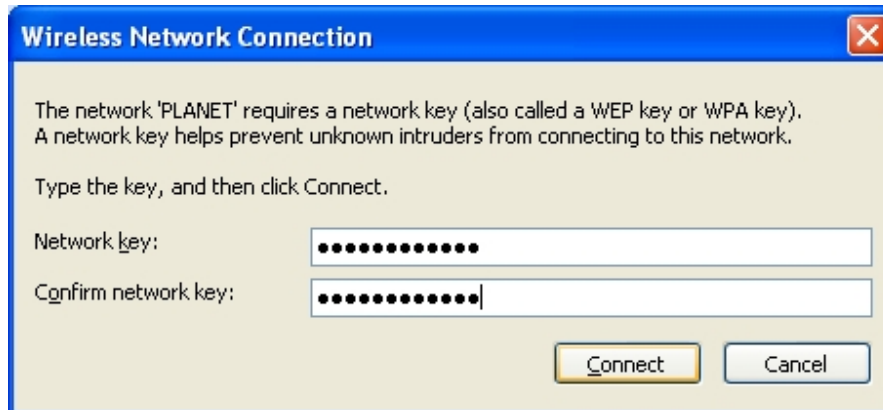 Wireless Network Connection
The network 'PLANET' requires a network key (also called a WEP key or WPA key).
A network key helps prevent unknown intruders from connecting to this network.
Type the key, and then click Connect.
Network key: ••••••••••••
Confirm network key: ••••••••••••
Connect Cancel